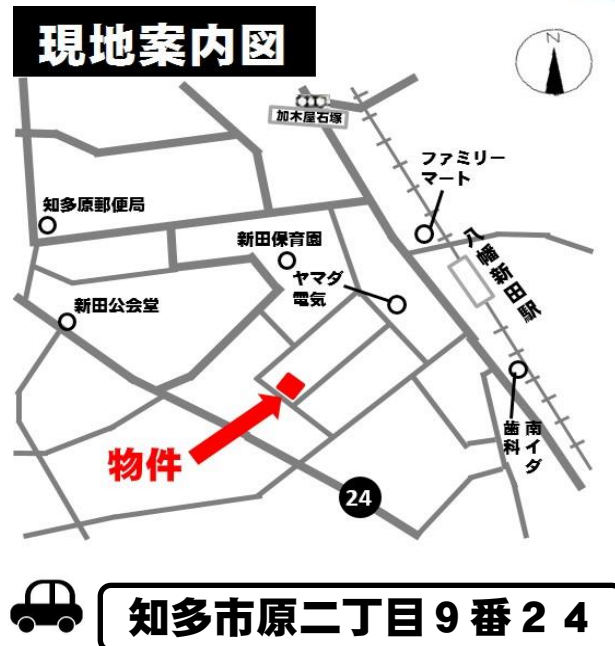 現地案内図
N
加木屋石塚
ファミリー
マート
知多原郵便局
新田保育園
ヤマダ
電気
八幡新田駅
新田公会堂
南イダ
歯科
物件
24
知多市原二丁目9番24